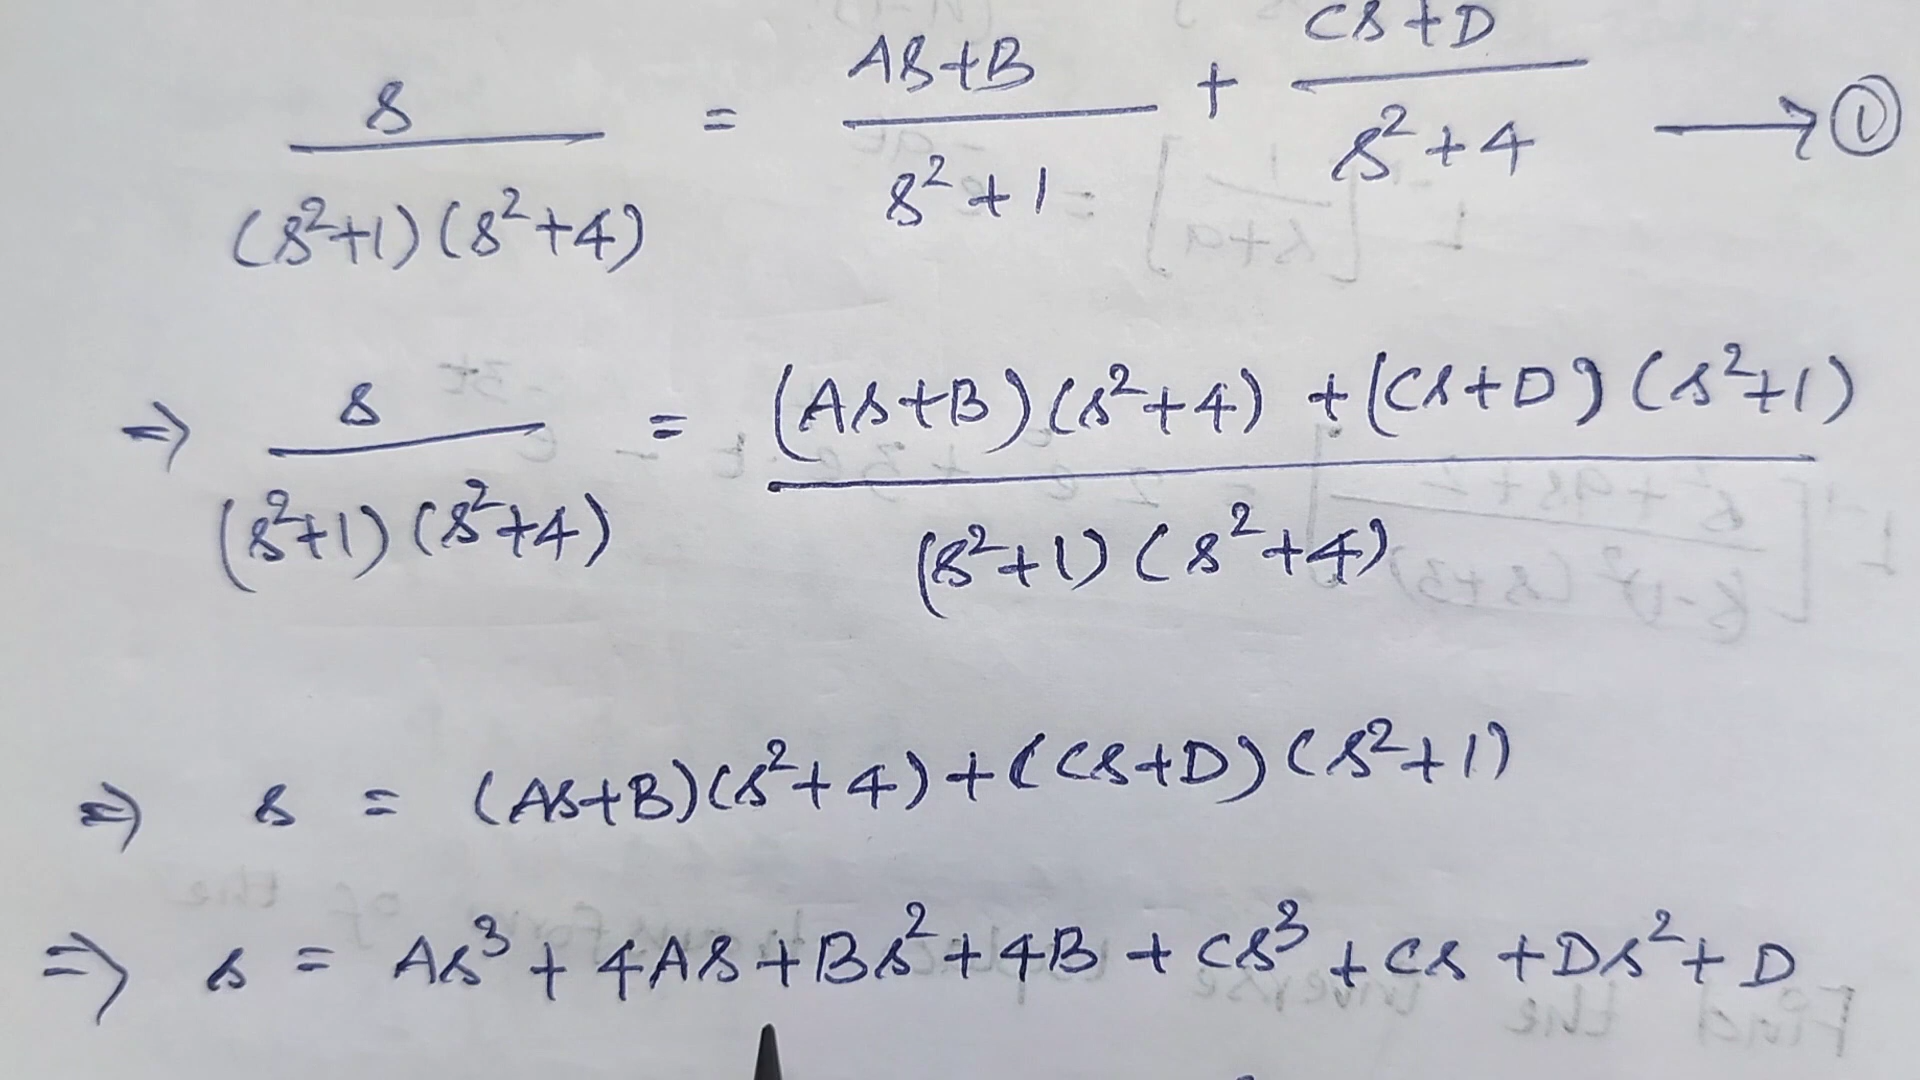 s/((s²+1)(s²+4)) = (As+B)/(s²+1) + (Cs+D)/(s²+4) → ①
⇒ s/((s²+1)(s²+4)) = ((As+B)(s²+4) + (Cs+D)(s²+1))/((s²+1)(s²+4))
⇒ s = (As+B)(s²+4) + (Cs+D)(s²+1)
⇒ s = As³ + 4As + Bs² + 4B + Cs³ + Cs + Ds² + D